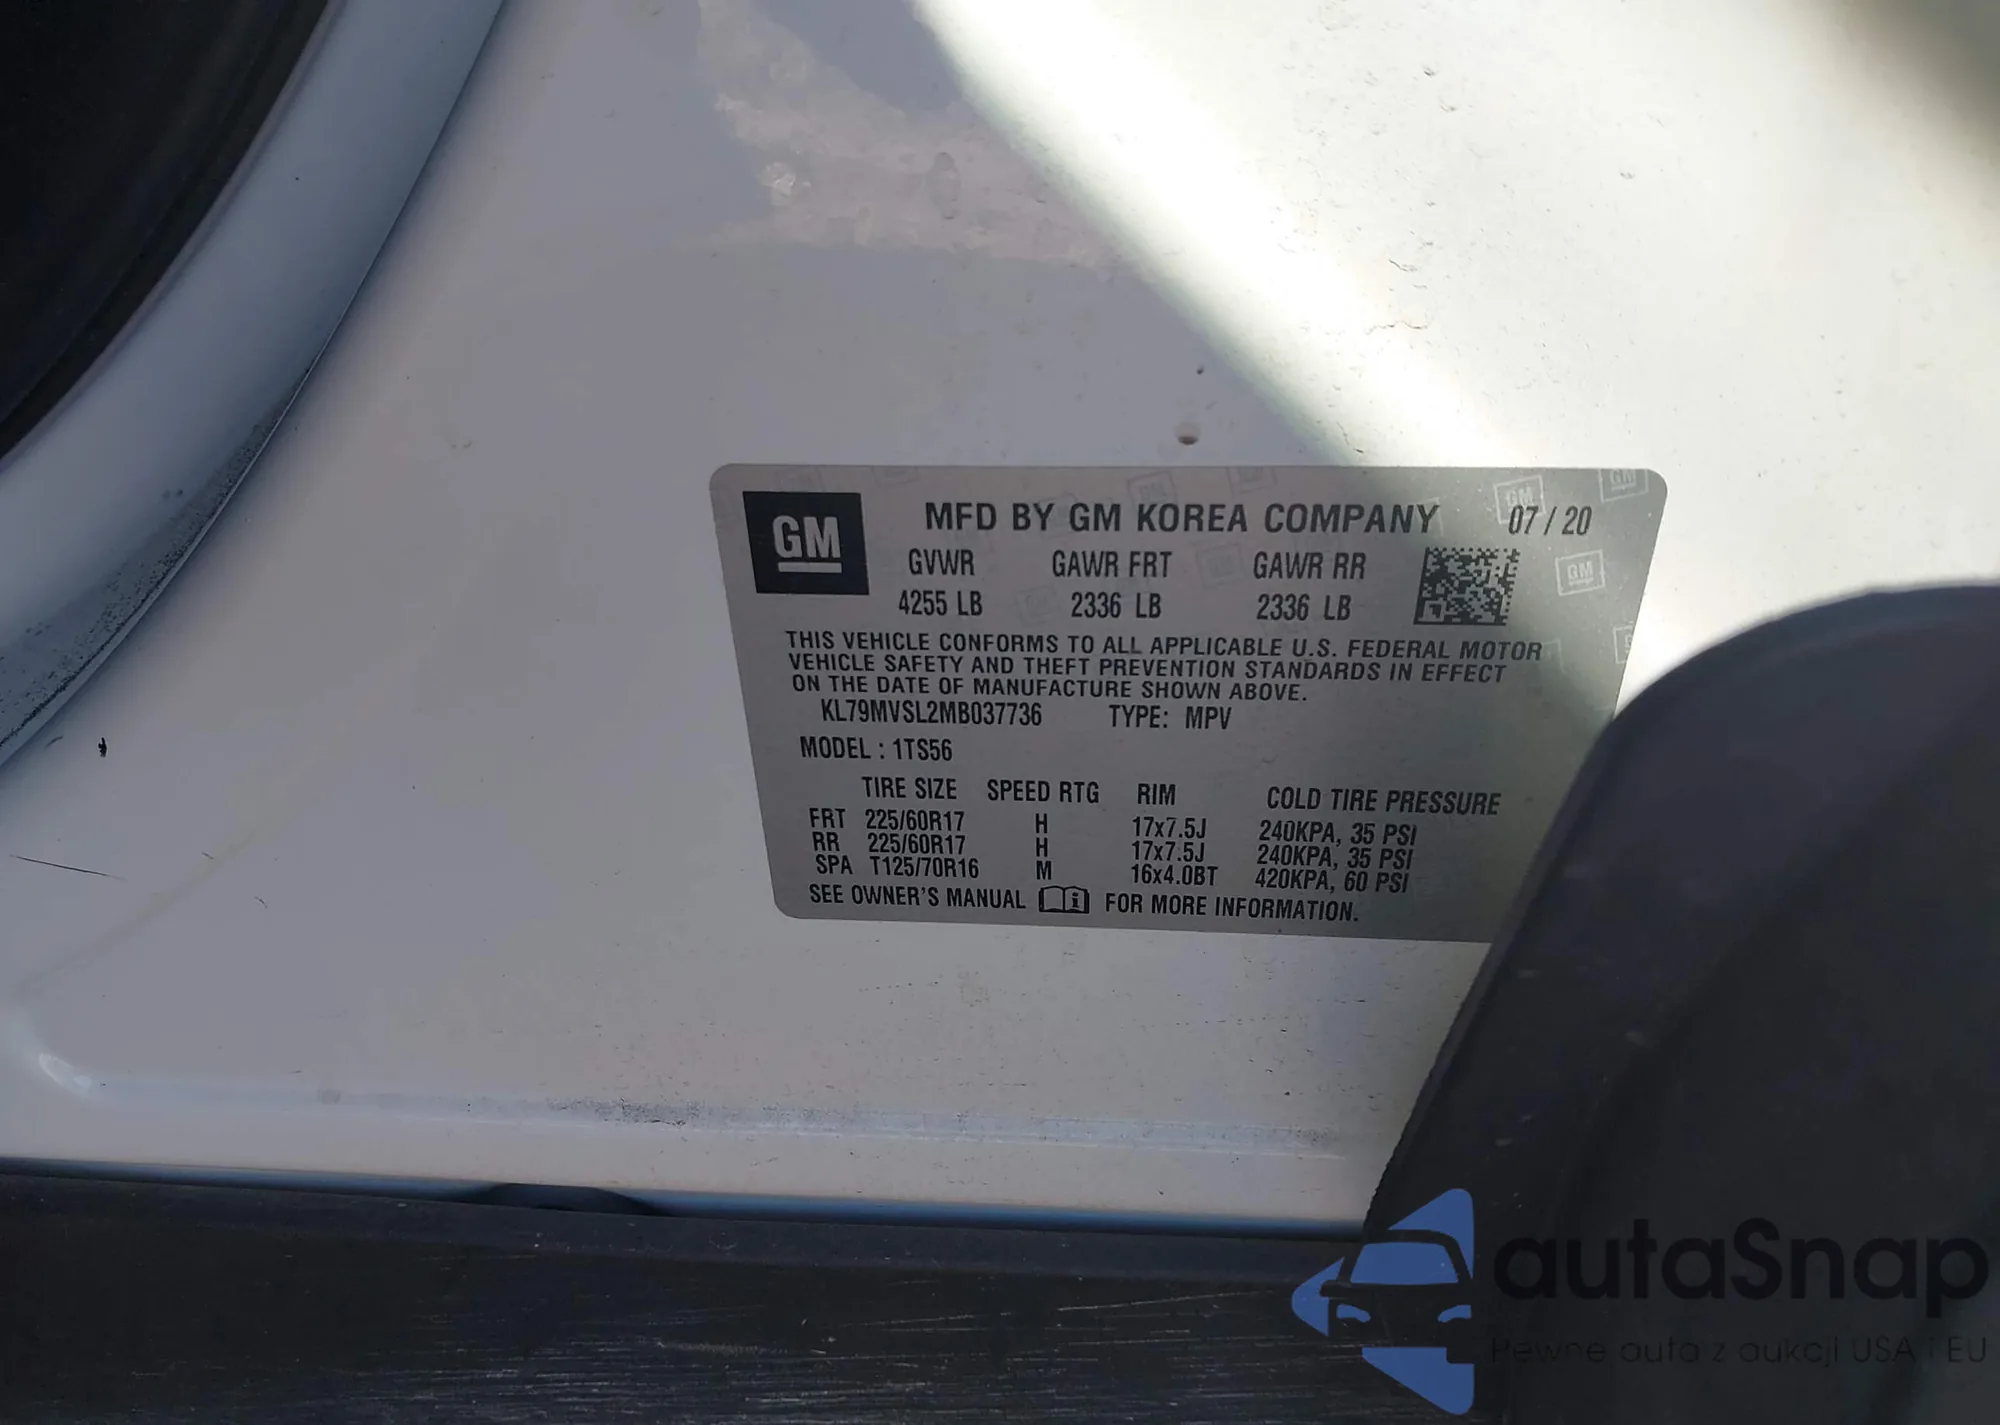 GM
MFD BY GM KOREA COMPANY 07 / 20
GVWR GAWR FRT GAWR RR
4255 LB 2336 LB 2336 LB
THIS VEHICLE CONFORMS TO ALL APPLICABLE U.S. FEDERAL MOTOR
VEHICLE SAFETY AND THEFT PREVENTION STANDARDS IN EFFECT
ON THE DATE OF MANUFACTURE SHOWN ABOVE.
KL79MVSL2MB037736 TYPE: MPV
MODEL : 1TS56
TIRE SIZE SPEED RTG RIM COLD TIRE PRESSURE
FRT 225/60R17 H 17x7.5J 240KPA, 35 PSI
RR 225/60R17 H 17x7.5J 240KPA, 35 PSI
SPA T125/70R16 M 16x4.0BT 420KPA, 60 PSI
SEE OWNER'S MANUAL FOR MORE INFORMATION.
autaSnap
Pewne auta z aukcji USA i EU